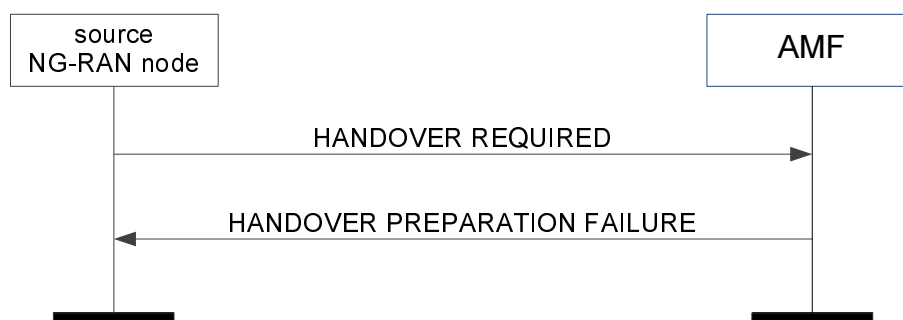 source
NG-RAN node
AMF
HANDOVER REQUIRED
HANDOVER PREPARATION FAILURE